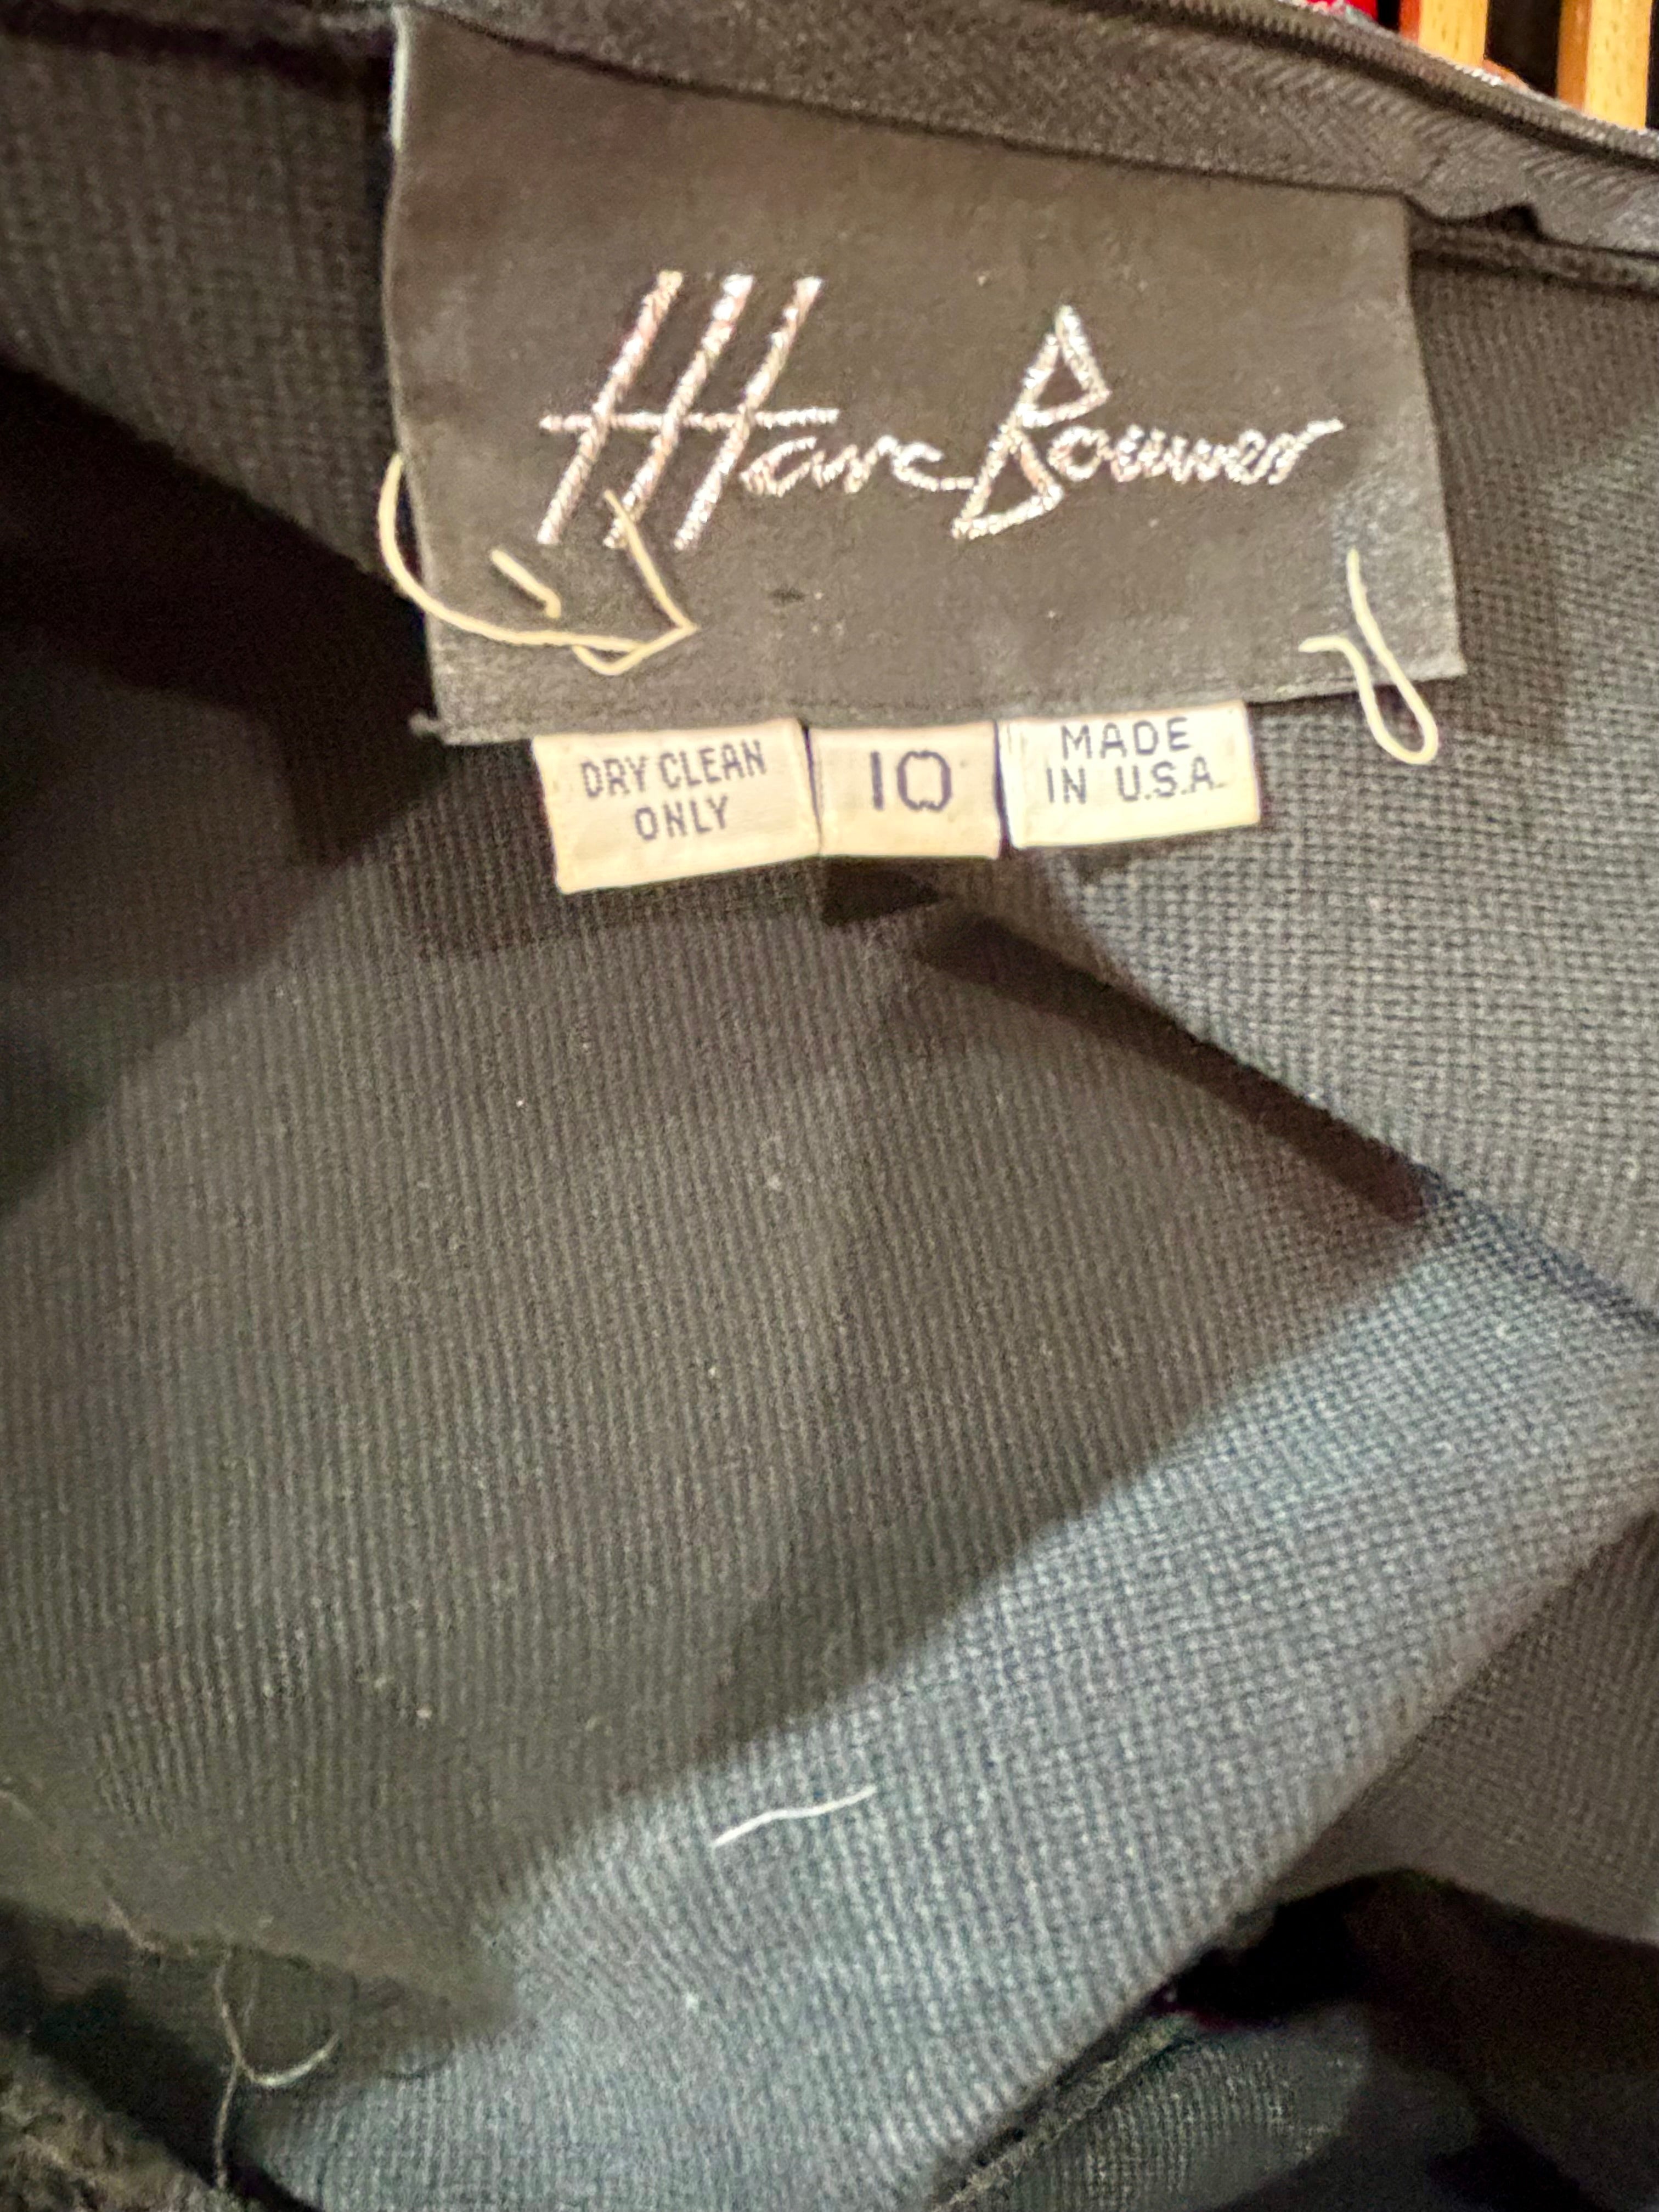 Marc Bouwer
DRY CLEAN
ONLY
10
MADE
IN U.S.A.